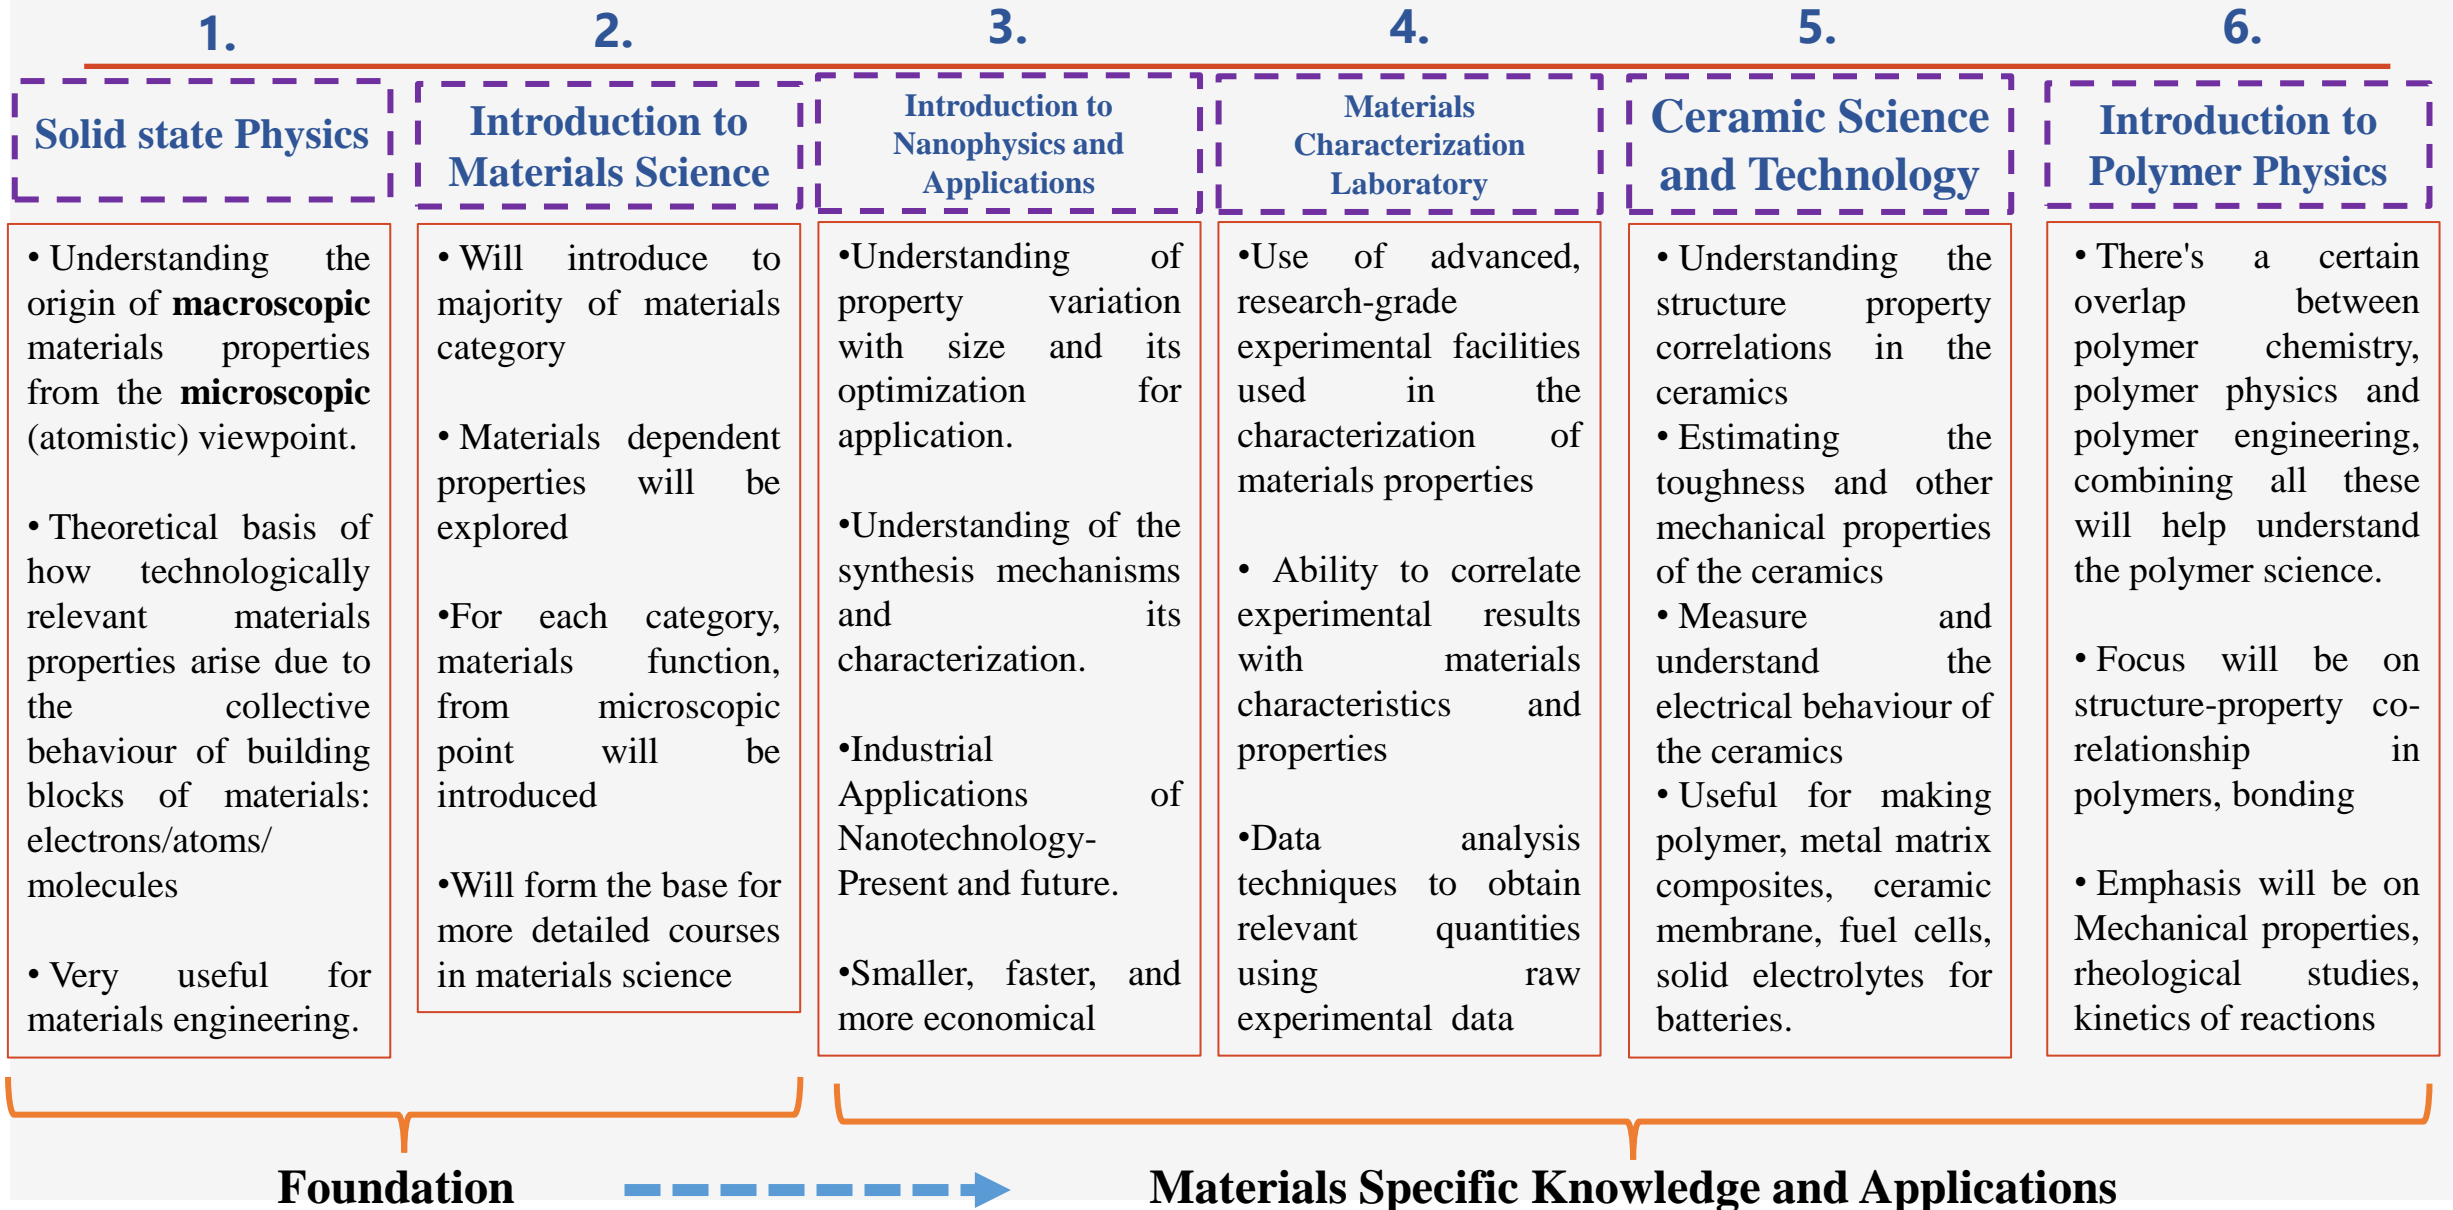 1.
2.
3.
4.
5.
6.
Solid state Physics
Introduction to
Materials Science
Introduction to
Nanophysics and
Applications
Materials
Characterization
Laboratory
Ceramic Science
and Technology
Introduction to
Polymer Physics
• Understanding the
origin of macroscopic
materials properties
from the microscopic
(atomistic) viewpoint.
• Theoretical basis of
how technologically
relevant materials
properties arise due to
the collective
behaviour of building
blocks of materials:
electrons/atoms/
molecules
• Very useful for
materials engineering.
• Will introduce to
majority of materials
category
• Materials dependent
properties will be
explored
•For each category,
materials function,
from microscopic
point will be
introduced
•Will form the base for
more detailed courses
in materials science
•Understanding of
property variation
with size and its
optimization for
application.
•Understanding of the
synthesis mechanisms
and its
characterization.
•Industrial
Applications of
Nanotechnology-
Present and future.
•Smaller, faster, and
more economical
•Use of advanced,
research-grade
experimental facilities
used in the
characterization of
materials properties
• Ability to correlate
experimental results
with materials
characteristics and
properties
•Data analysis
techniques to obtain
relevant quantities
using raw
experimental data
• Understanding the
structure property
correlations in the
ceramics
• Estimating the
toughness and other
mechanical properties
of the ceramics
• Measure and
understand the
electrical behaviour of
the ceramics
• Useful for making
polymer, metal matrix
composites, ceramic
membrane, fuel cells,
solid electrolytes for
batteries.
• There's a certain
overlap between
polymer chemistry,
polymer physics and
polymer engineering,
combining all these
will help understand
the polymer science.
• Focus will be on
structure-property co-
relationship in
polymers, bonding
• Emphasis will be on
Mechanical properties,
rheological studies,
kinetics of reactions
Foundation
Materials Specific Knowledge and Applications